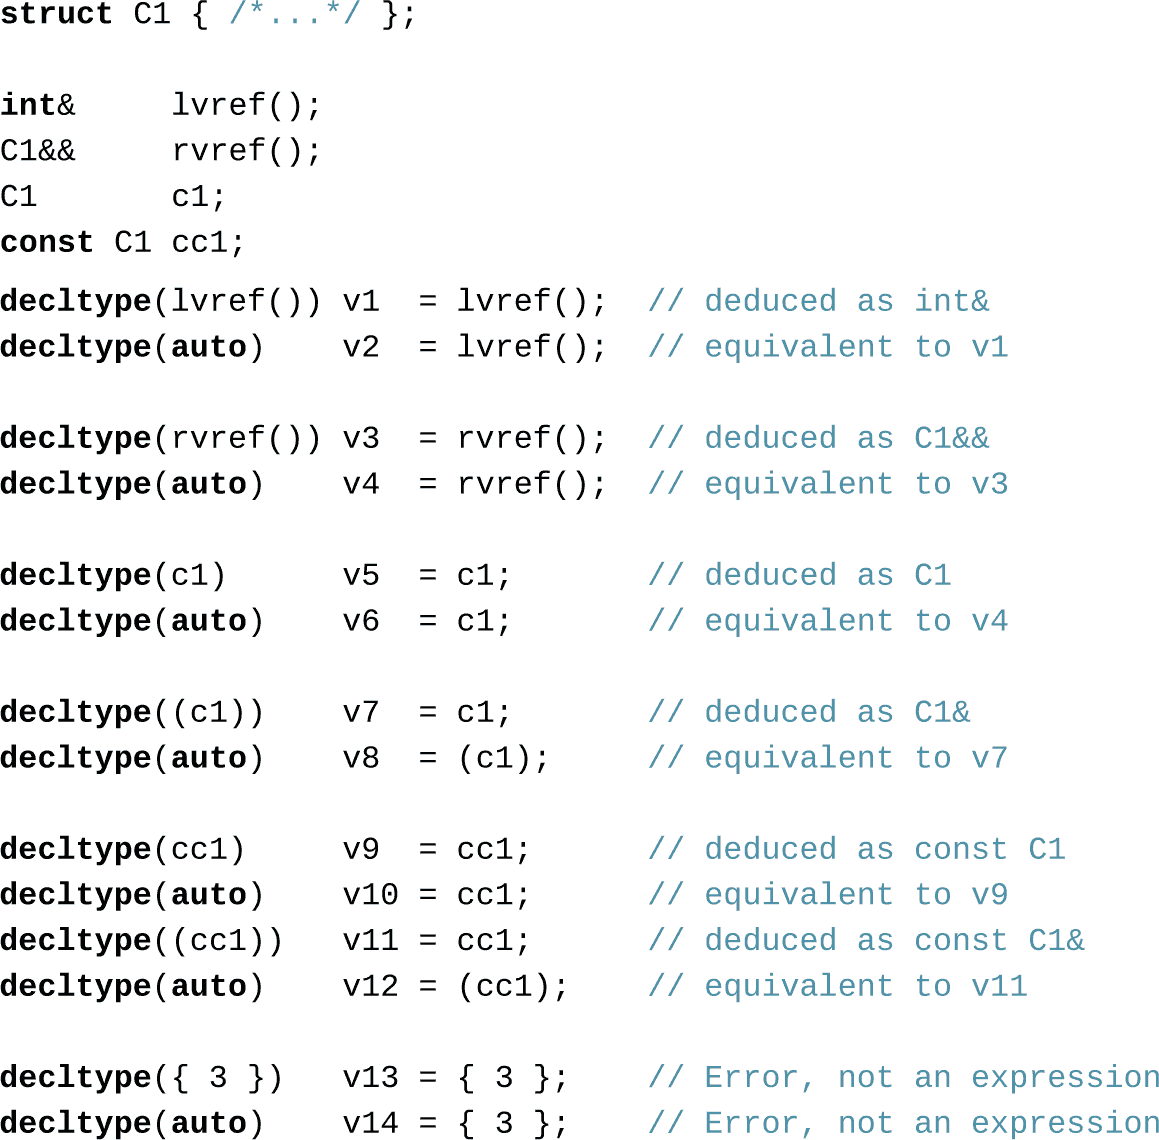 struct C1 { /*...*/ };
int&     lvref();
C1&&     rvref();
C1       c1;
const C1 cc1;
decltype(lvref()) v1  = lvref();  // deduced as int&
decltype(auto)    v2  = lvref();  // equivalent to v1
decltype(rvref()) v3  = rvref();  // deduced as C1&&
decltype(auto)    v4  = rvref();  // equivalent to v3
decltype(c1)      v5  = c1;       // deduced as C1
decltype(auto)    v6  = c1;       // equivalent to v4
decltype((c1))    v7  = c1;       // deduced as C1&
decltype(auto)    v8  = (c1);     // equivalent to v7
decltype(cc1)     v9  = cc1;      // deduced as const C1
decltype(auto)    v10 = cc1;      // equivalent to v9
decltype((cc1))   v11 = cc1;      // deduced as const C1&
decltype(auto)    v12 = (cc1);    // equivalent to v11
decltype({ 3 })   v13 = { 3 };    // Error, not an expression
decltype(auto)    v14 = { 3 };    // Error, not an expression